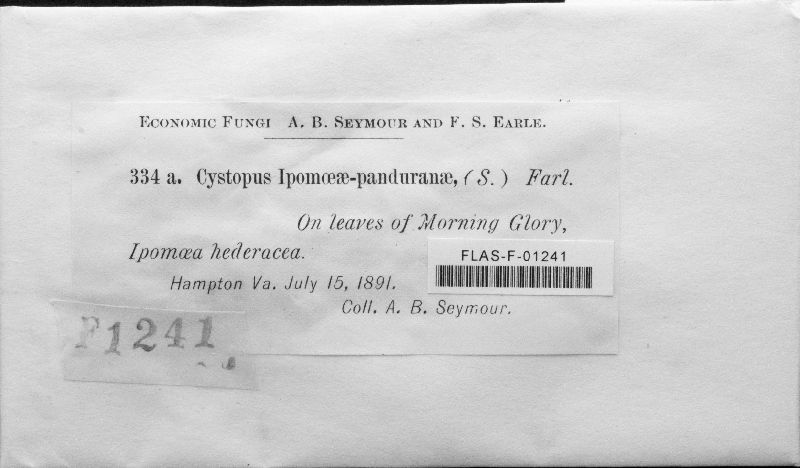 Economic Fungi A. B. Seymour and F. S. Earle.
334 a. Cystopus Ipomœæ-panduranæ, (S.) Farl.
On leaves of Morning Glory,
Ipomœa hederacea.
FLAS-F-01241
Hampton Va. July 15, 1891.
Coll. A. B. Seymour.
F1241